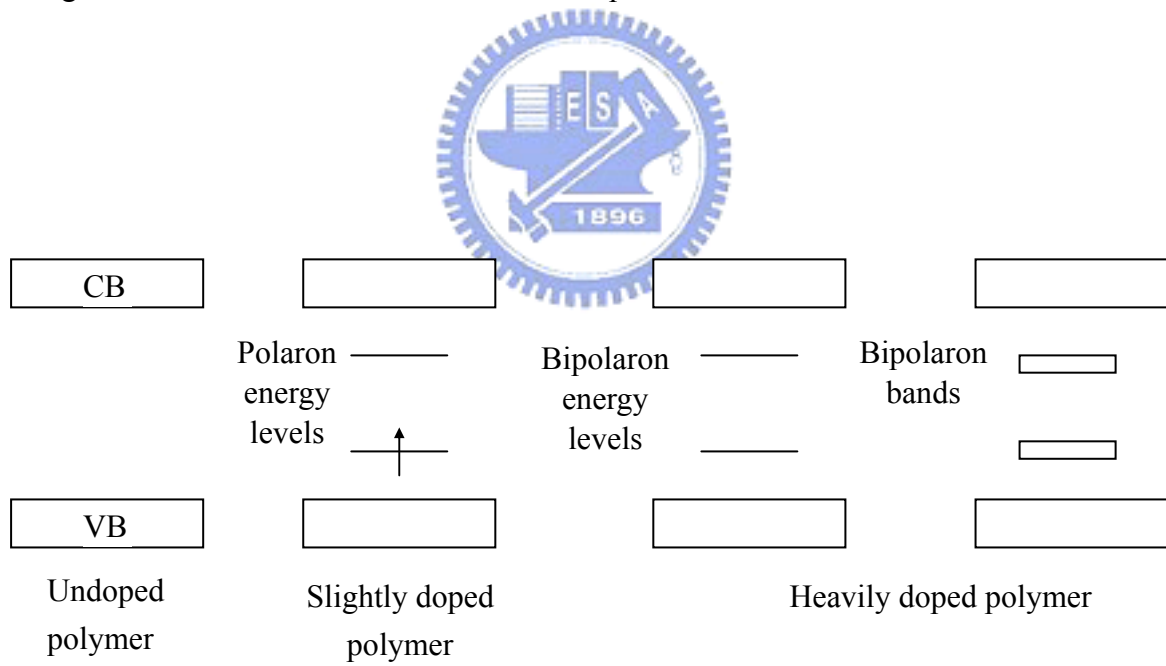 E S A
1896
CB
Polaron
energy
levels
Bipolaron
energy
levels
Bipolaron
bands
VB
Undoped
polymer
Slightly doped
polymer
Heavily doped polymer